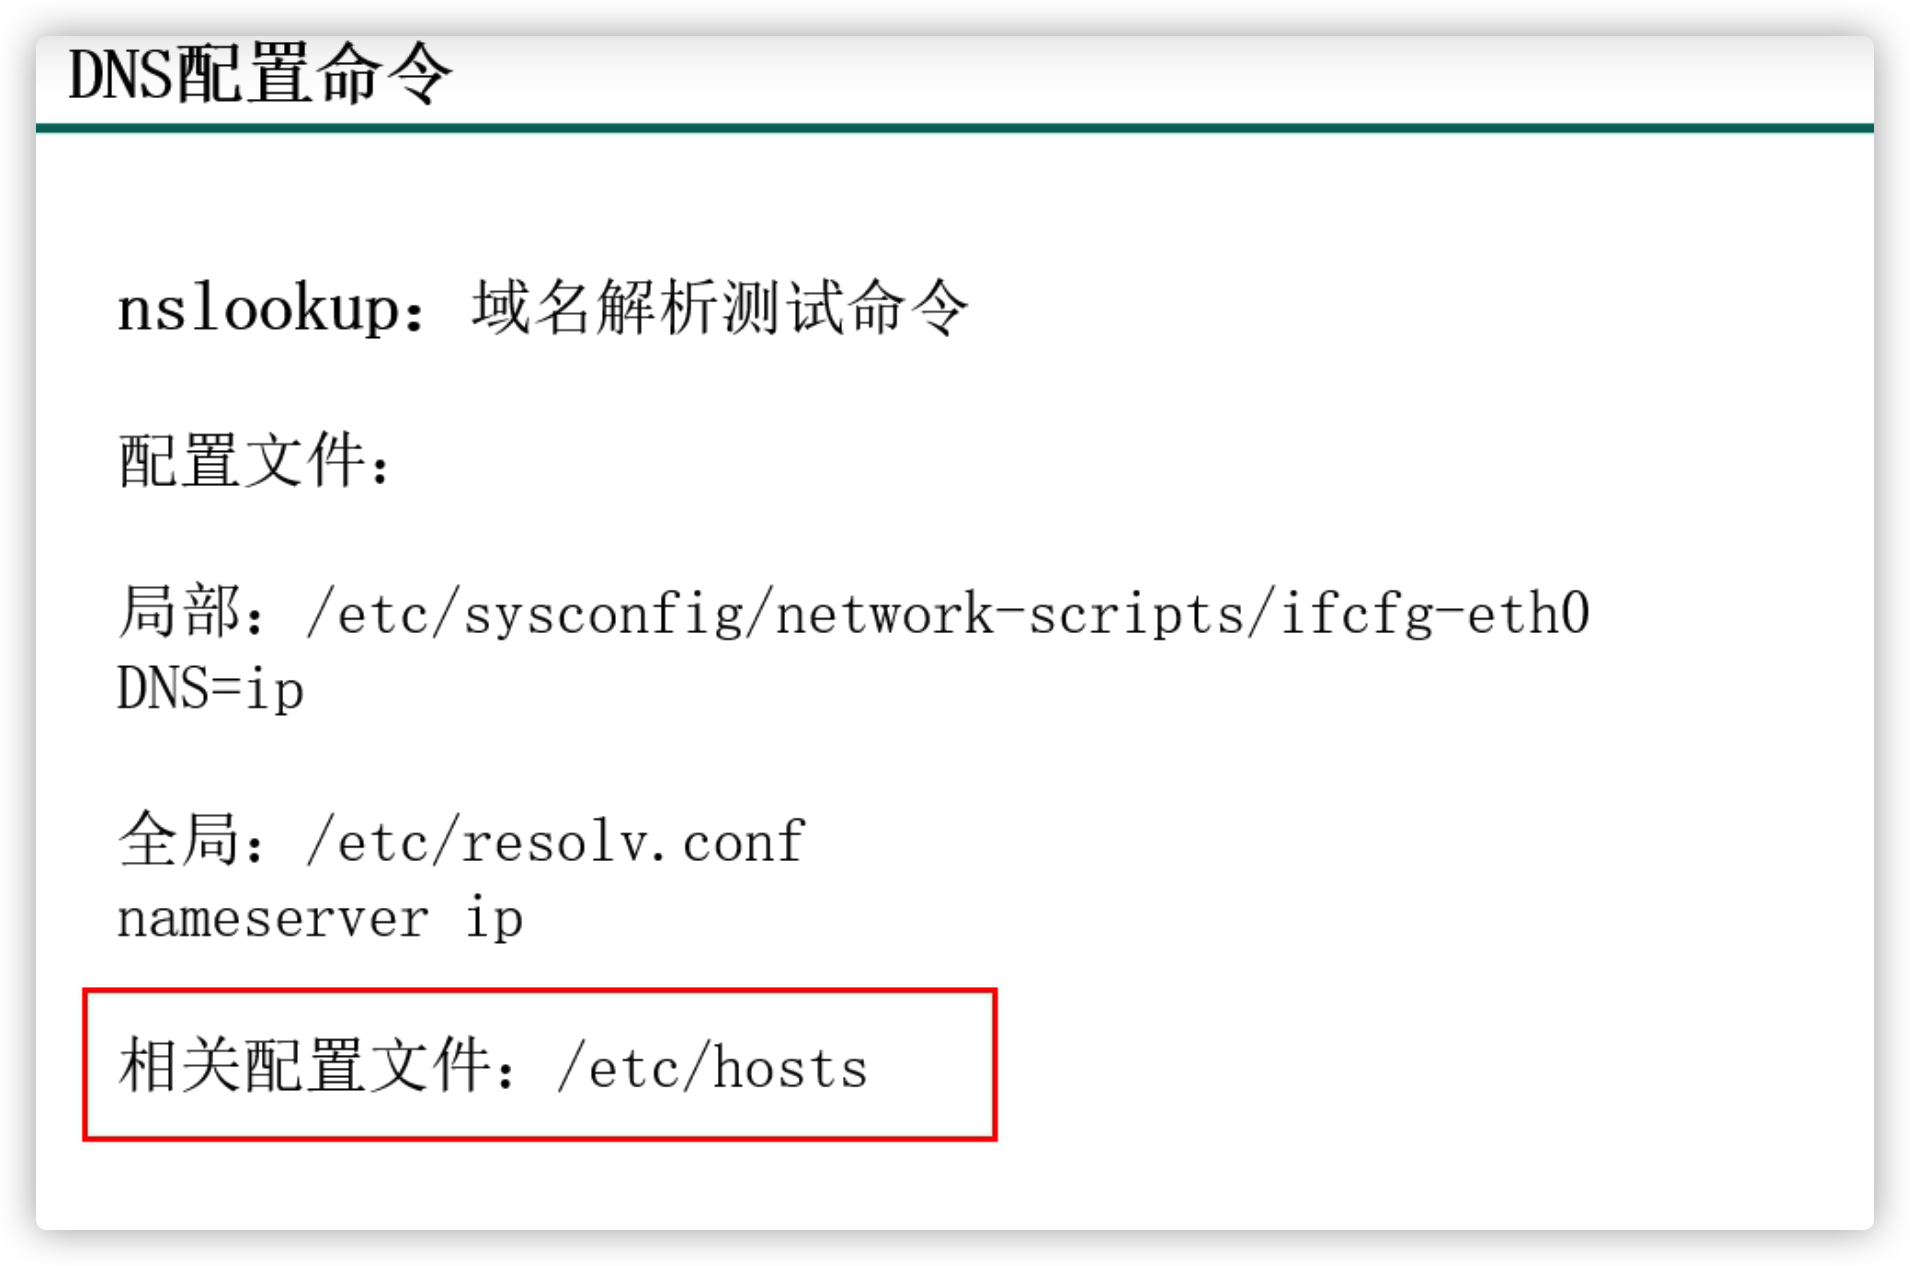 DNS配置命令
nslookup：域名解析测试命令
配置文件：
局部：/etc/sysconfig/network-scripts/ifcfg-eth0
DNS=ip
全局：/etc/resolv.conf
nameserver ip
相关配置文件：/etc/hosts